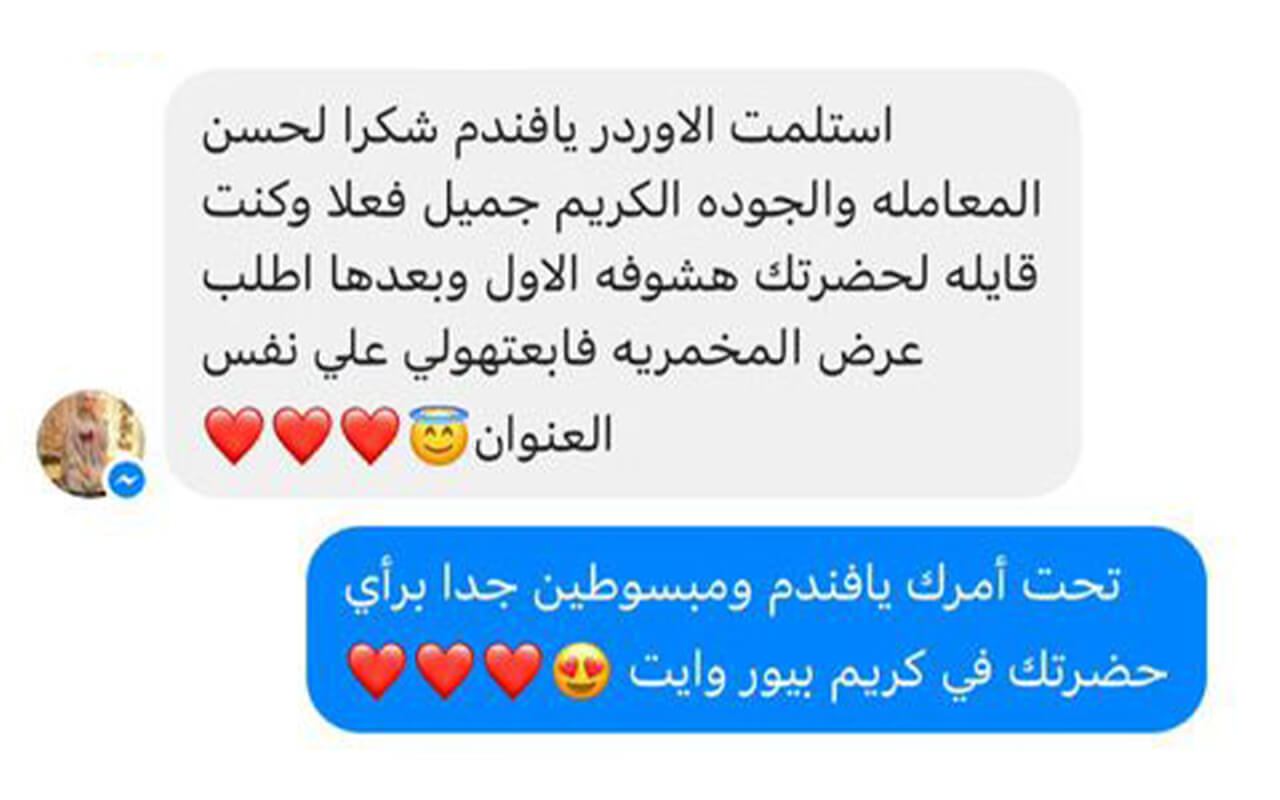 استلمت الاوردر يافندم شكرا لحسن
المعامله والجوده الكريم جميل فعلا وكنت
قايله لحضرتك هشوفه الاول وبعدها اطلب
عرض المخمريه فابعتهولي علي نفس
العنوان😇❤️❤️❤️
تحت أمرك يافندم ومبسوطين جدا برأي
حضرتك في كريم بيور وايت 😍❤️❤️❤️